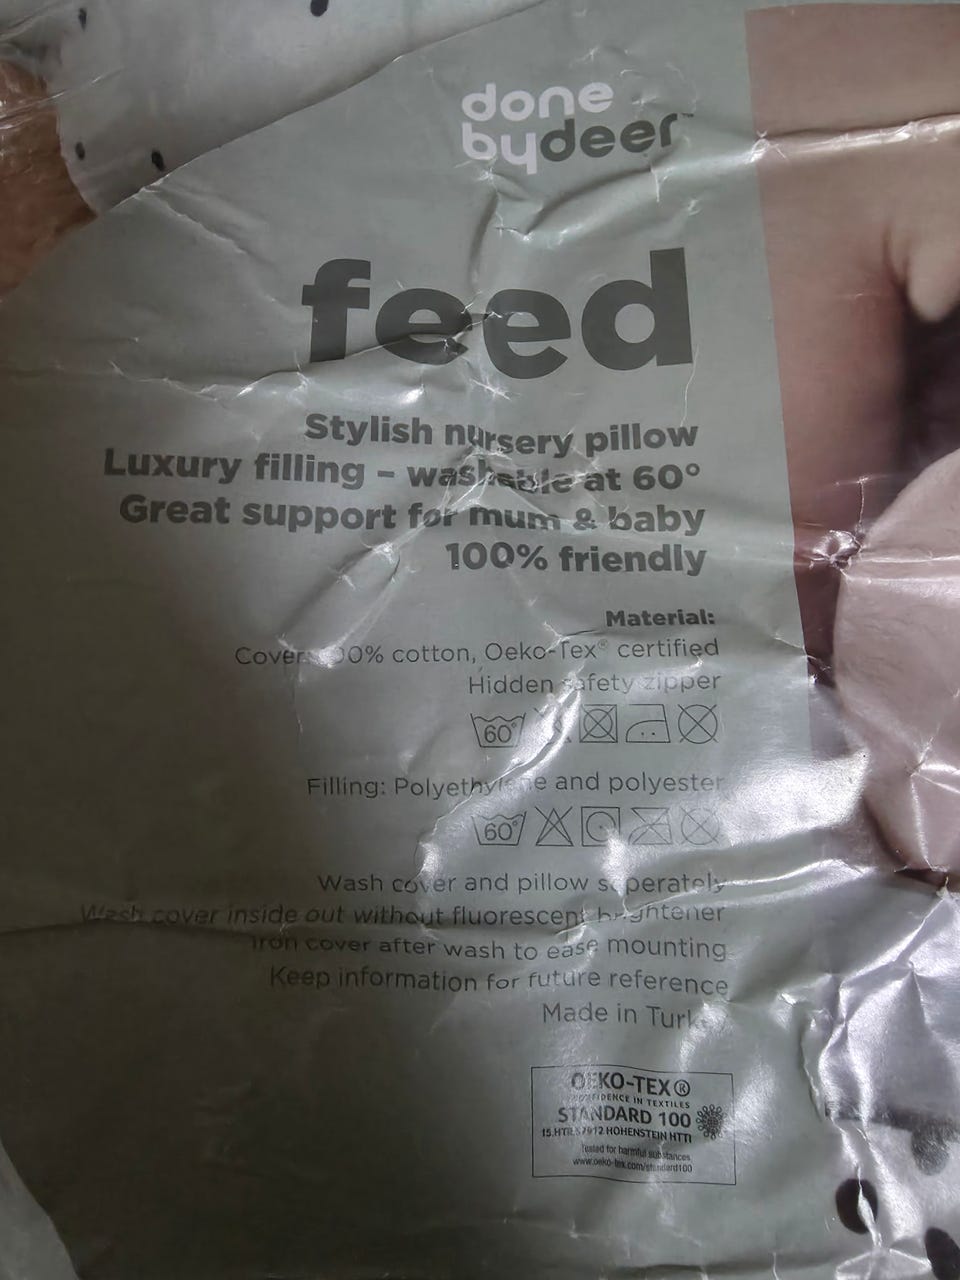 done
bydeer™
feed
Stylish nursery pillow
Luxury filling – washable at 60°
Great support for mum & baby
100% friendly
Material:
Cover: 100% cotton, Oeko-Tex® certified
Hidden safety zipper
60°
Filling: Polyethylene and polyester
60°
Wash cover and pillow seperately
Wash cover inside out without fluorescent brightener
Iron cover after wash to ease mounting
Keep information for future reference
Made in
OEKO-TEX®
CONFIDENCE IN TEXTILES
STANDARD 100
HOHENSTEIN HTTI
Tested for harmful substances
www.oeko-tex.com/standard100